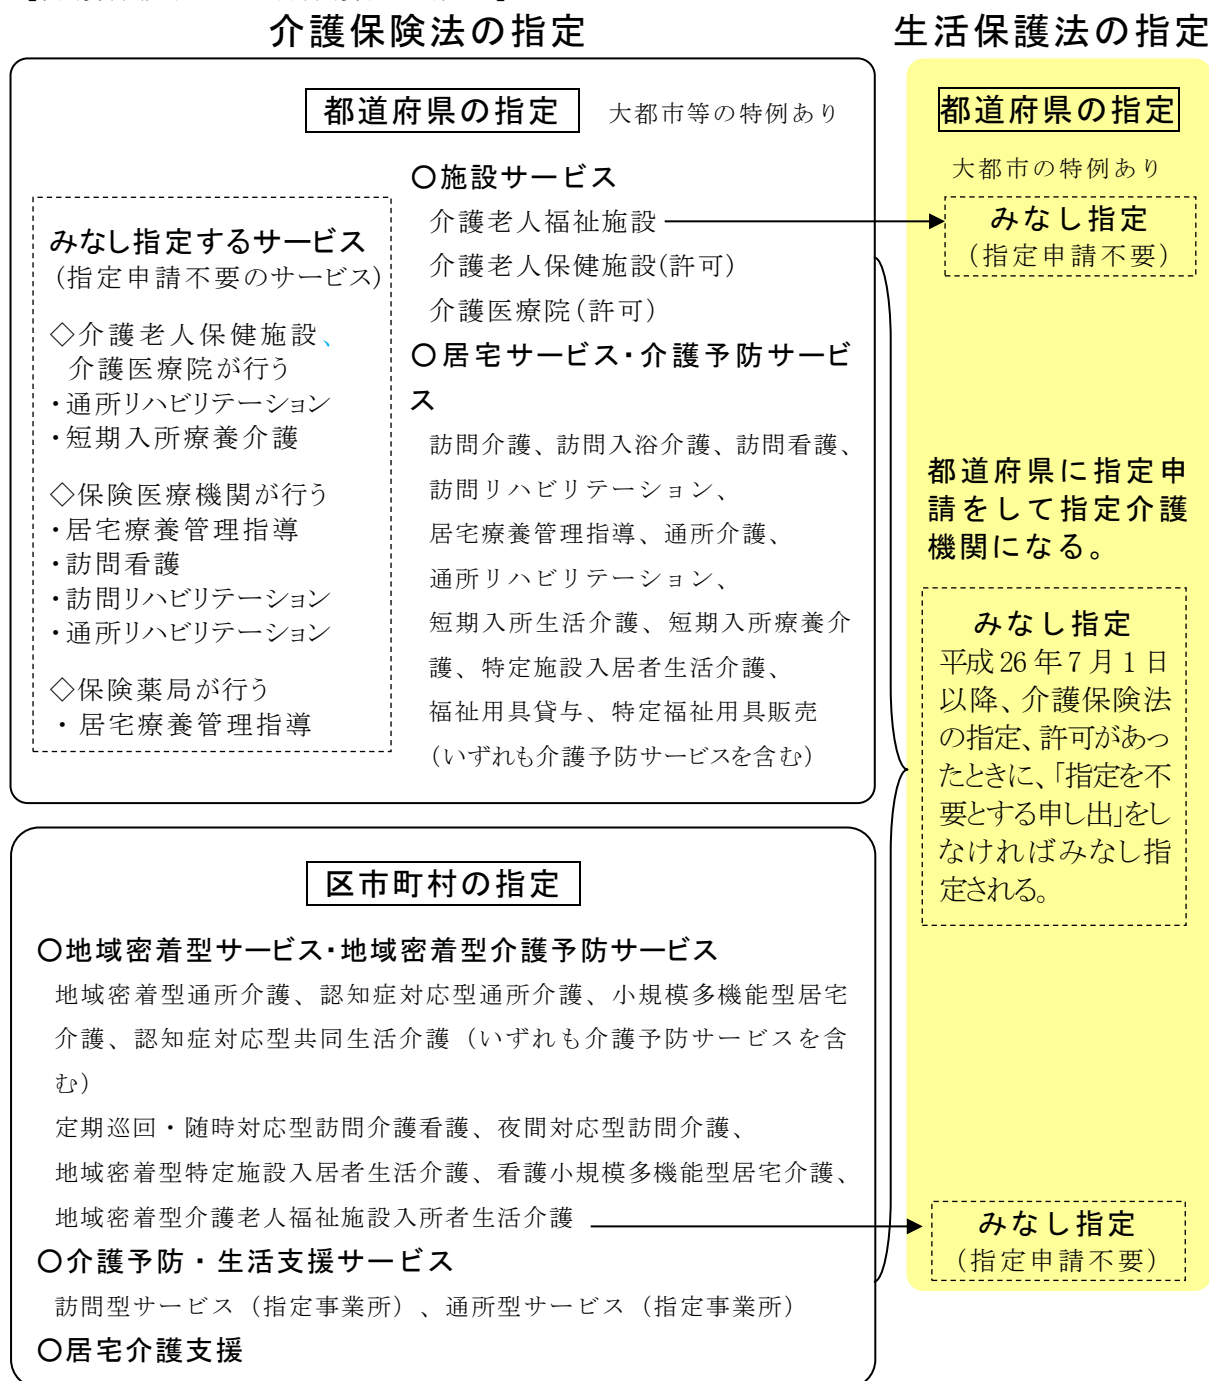 介護保険法の指定
生活保護法の指定
都道府県の指定
大都市等の特例あり
みなし指定するサービス
(指定申請不要のサービス)
◇介護老人保健施設、
介護医療院が行う
・通所リハビリテーション
・短期入所療養介護
◇保険医療機関が行う
・居宅療養管理指導
・訪問看護
・訪問リハビリテーション
・通所リハビリテーション
◇保険薬局が行う
・居宅療養管理指導
〇施設サービス
介護老人福祉施設
介護老人保健施設(許可)
介護医療院(許可)
〇居宅サービス・介護予防サービ
ス
訪問介護、訪問入浴介護、訪問看護、
訪問リハビリテーション、
居宅療養管理指導、通所介護、
通所リハビリテーション、
短期入所生活介護、短期入所療養介
護、特定施設入居者生活介護、
福祉用具貸与、特定福祉用具販売
(いずれも介護予防サービスを含む)
区市町村の指定
〇地域密着型サービス・地域密着型介護予防サービス
地域密着型通所介護、認知症対応型通所介護、小規模多機能型居宅
介護、認知症対応型共同生活介護（いずれも介護予防サービスを含
む）
定期巡回・随時対応型訪問介護看護、夜間対応型訪問介護、
地域密着型特定施設入居者生活介護、看護小規模多機能型居宅介護、
地域密着型介護老人福祉施設入所者生活介護
〇介護予防・生活支援サービス
訪問型サービス（指定事業所）、通所型サービス（指定事業所）
〇居宅介護支援
都道府県の指定
大都市の特例あり
みなし指定
(指定申請不要)
都道府県に指定申
請をして指定介護
機関になる。
みなし指定
平成26年7月1日
以降、介護保険法
の指定、許可があっ
たときに、「指定を不
要とする申し出」をし
なければみなし指
定される。
みなし指定
(指定申請不要)